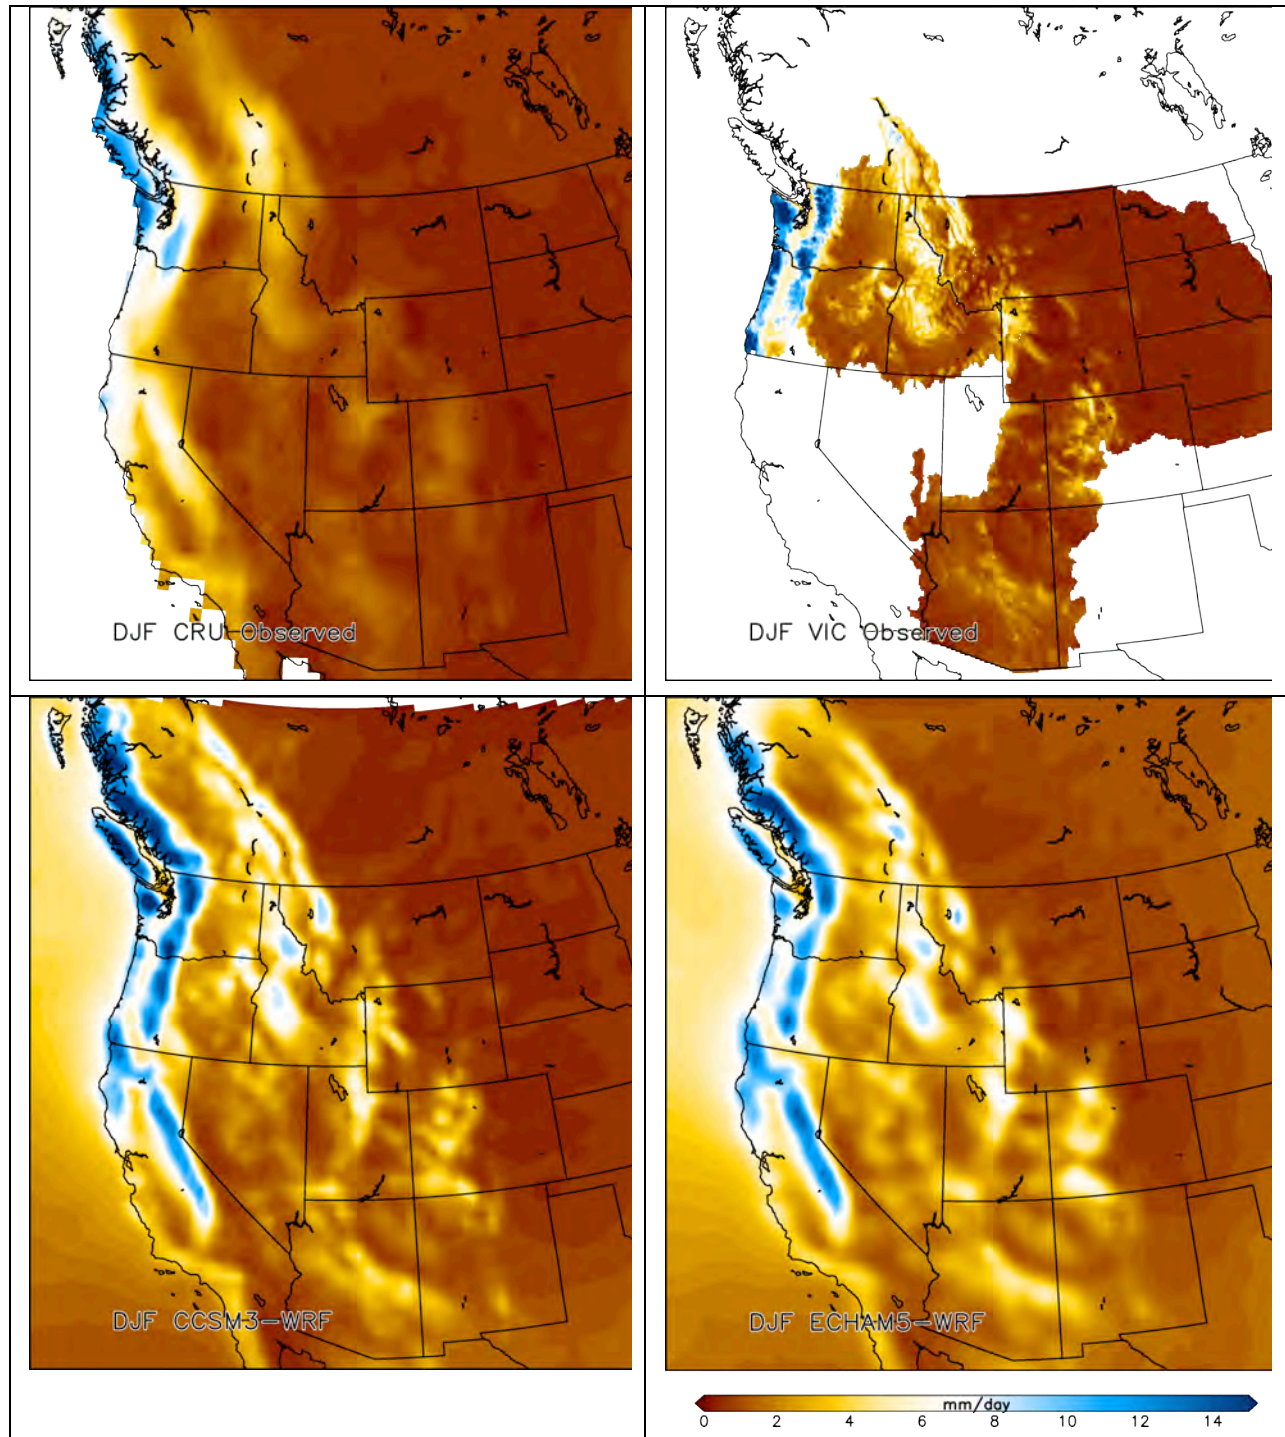 DJF CRU Observed
DJF VIC Observed
DJF CCSM3-WRF
DJF ECHAM5-WRF
mm/day
0 2 4 6 8 10 12 14